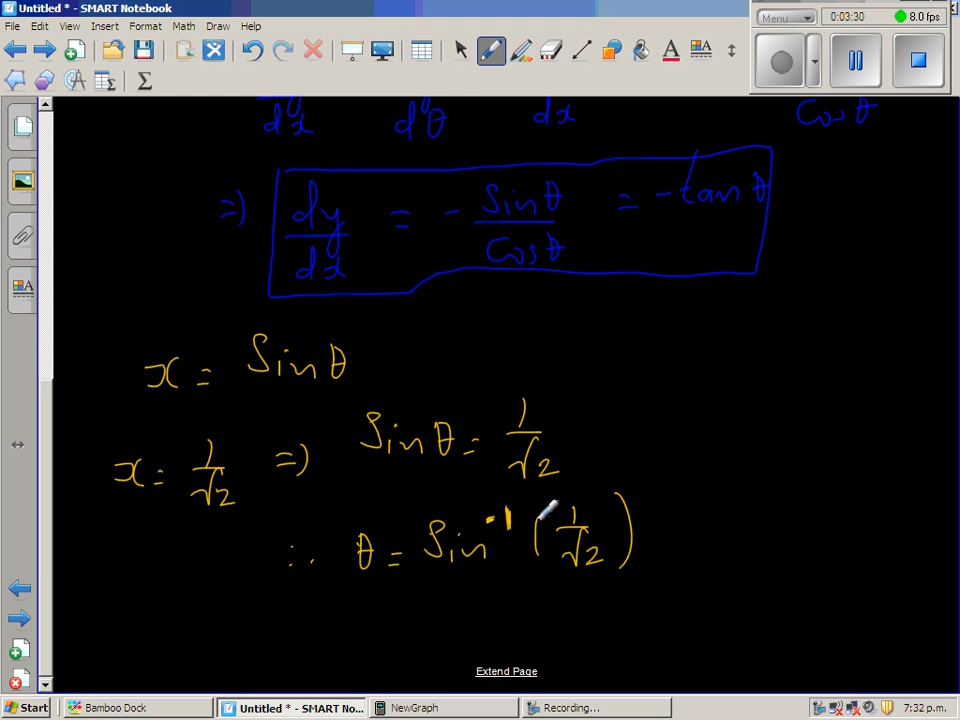 Untitled * - SMART Notebook
Menu
0:03:30
8.0 fps
File Edit View Insert Format Math Draw Help
dy/dx dy/dθ dx cosθ
=) dy/dx = - Sinθ/cosθ = -tanθ
x = Sinθ
x = 1/√2 =) Sinθ = 1/√2
∴ θ = Sin⁻¹ (1/√2)
Extend Page
Start Bamboo Dock Untitled * - SMART No... NewGraph Recording... 7:32 p.m.